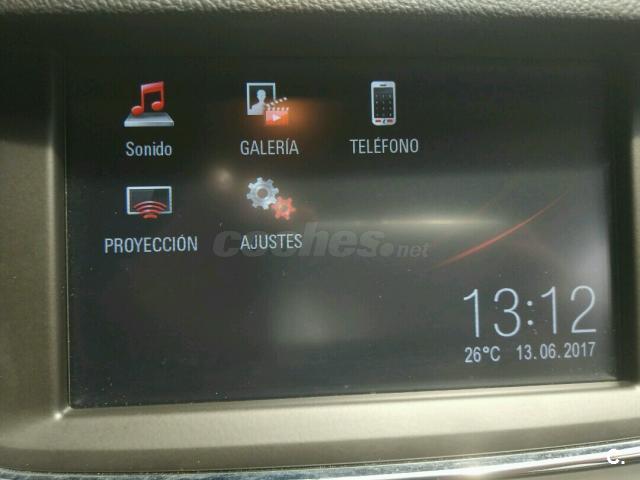 Sonido
GALERÍA
TELÉFONO
PROYECCIÓN
AJUSTES
coches.net
13:12
26°C 13.06.2017
c.